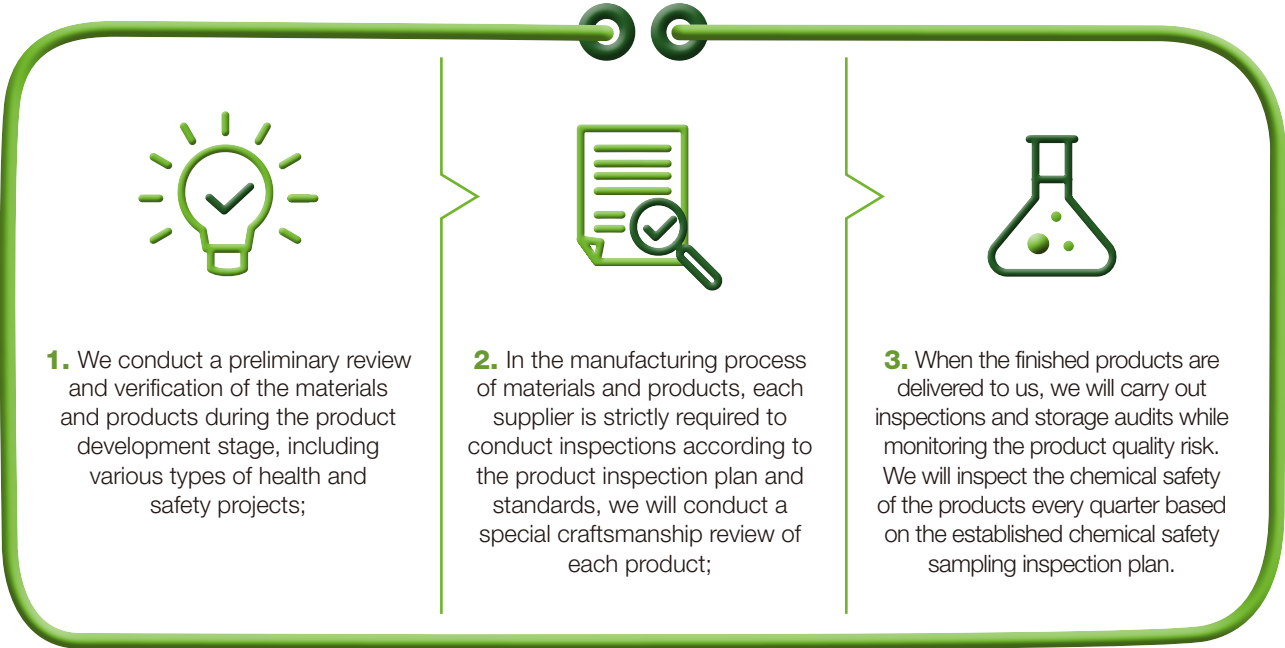 1. We conduct a preliminary review
and verification of the materials
and products during the product
development stage, including
various types of health and
safety projects;
2. In the manufacturing process
of materials and products, each
supplier is strictly required to
conduct inspections according to
the product inspection plan and
standards, we will conduct a
special craftsmanship review of
each product;
3. When the finished products are
delivered to us, we will carry out
inspections and storage audits while
monitoring the product quality risk.
We will inspect the chemical safety
of the products every quarter based
on the established chemical safety
sampling inspection plan.